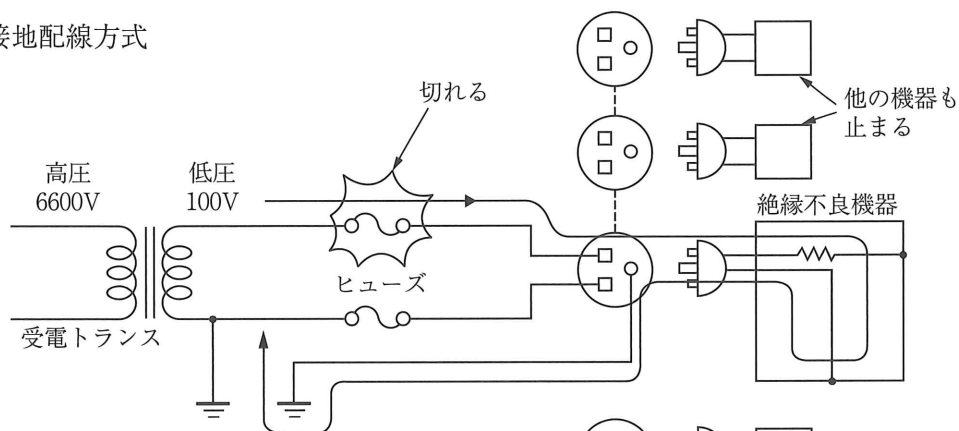 接地配線方式
切れる
他の機器も
止まる
高圧
6600V
低圧
100V
絶縁不良機器
ヒューズ
受電トランス